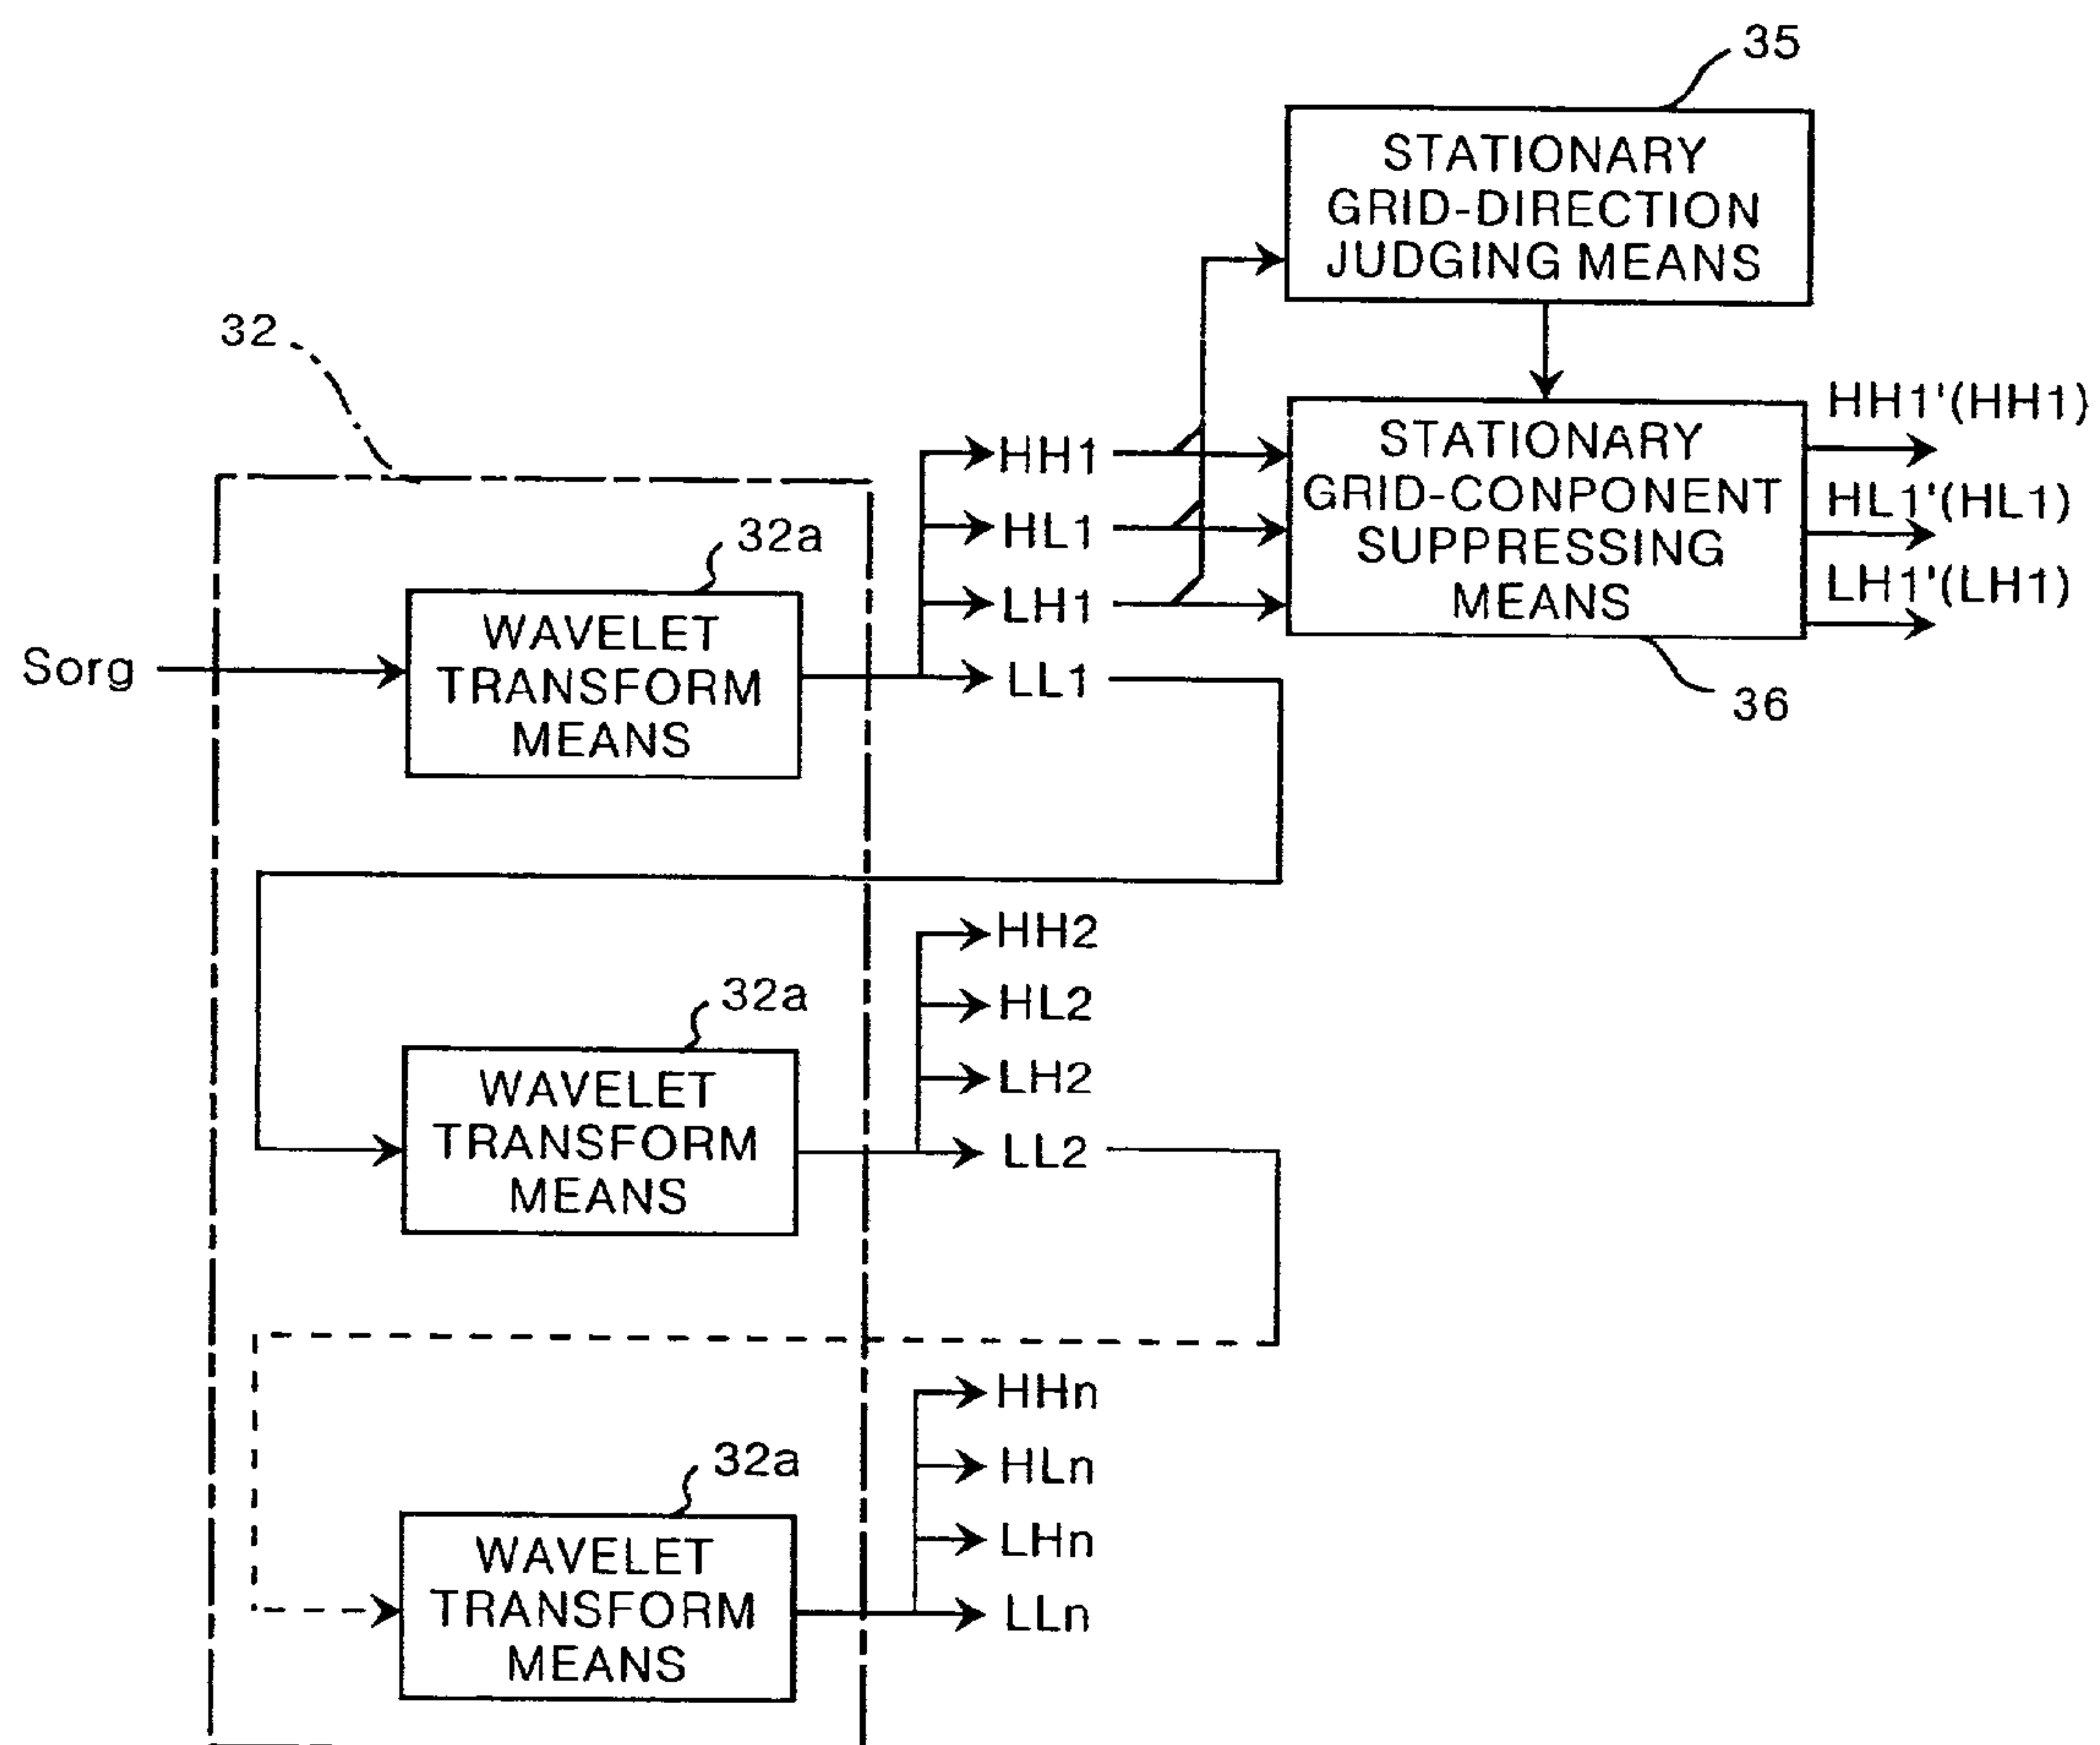 35
STATIONARY
GRID-DIRECTION
JUDGING MEANS
32
HH1'(HH1)
HL1'(HL1)
LH1'(LH1)
STATIONARY
GRID-CONPONENT
SUPPRESSING
MEANS
36
HH1
HL1
LH1
LL1
32a
Sorg
WAVELET
TRANSFORM
MEANS
HH2
HL2
LH2
LL2
32a
WAVELET
TRANSFORM
MEANS
HHn
HLn
LHn
LLn
32a
WAVELET
TRANSFORM
MEANS